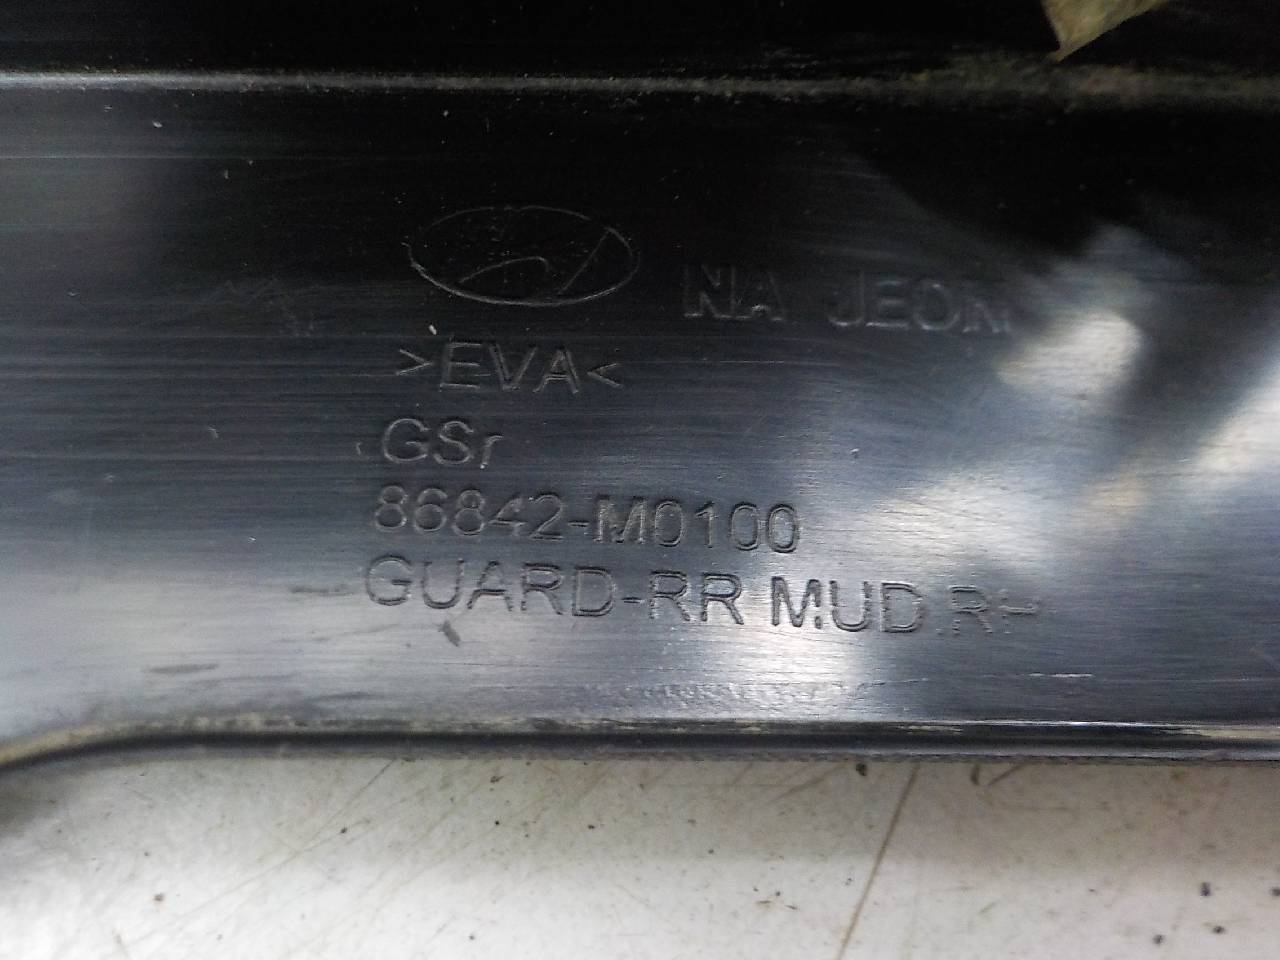 NA JEON
>EVA<
GSr
86842-M0100
GUARD-RR MUD.RH